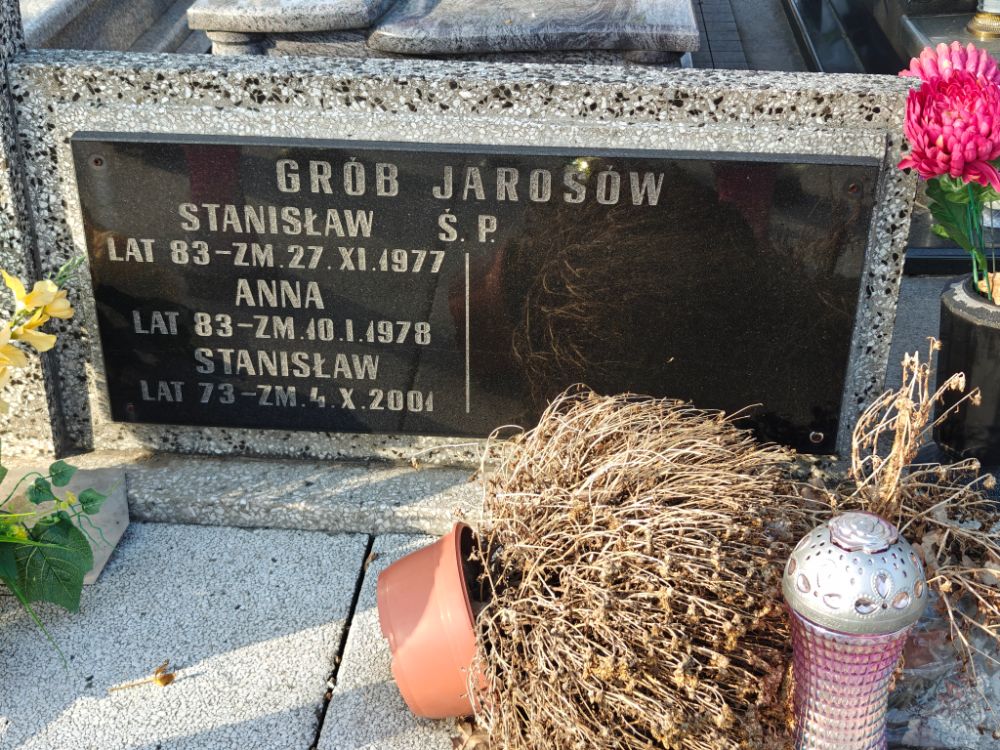 GRÓB JAROSÓW
STANISŁAW Ś.P.
LAT 83-ZM.27.XI.1977
ANNA
LAT 83-ZM.10.I.1978
STANISŁAW
LAT 73-ZM.4.X.2001